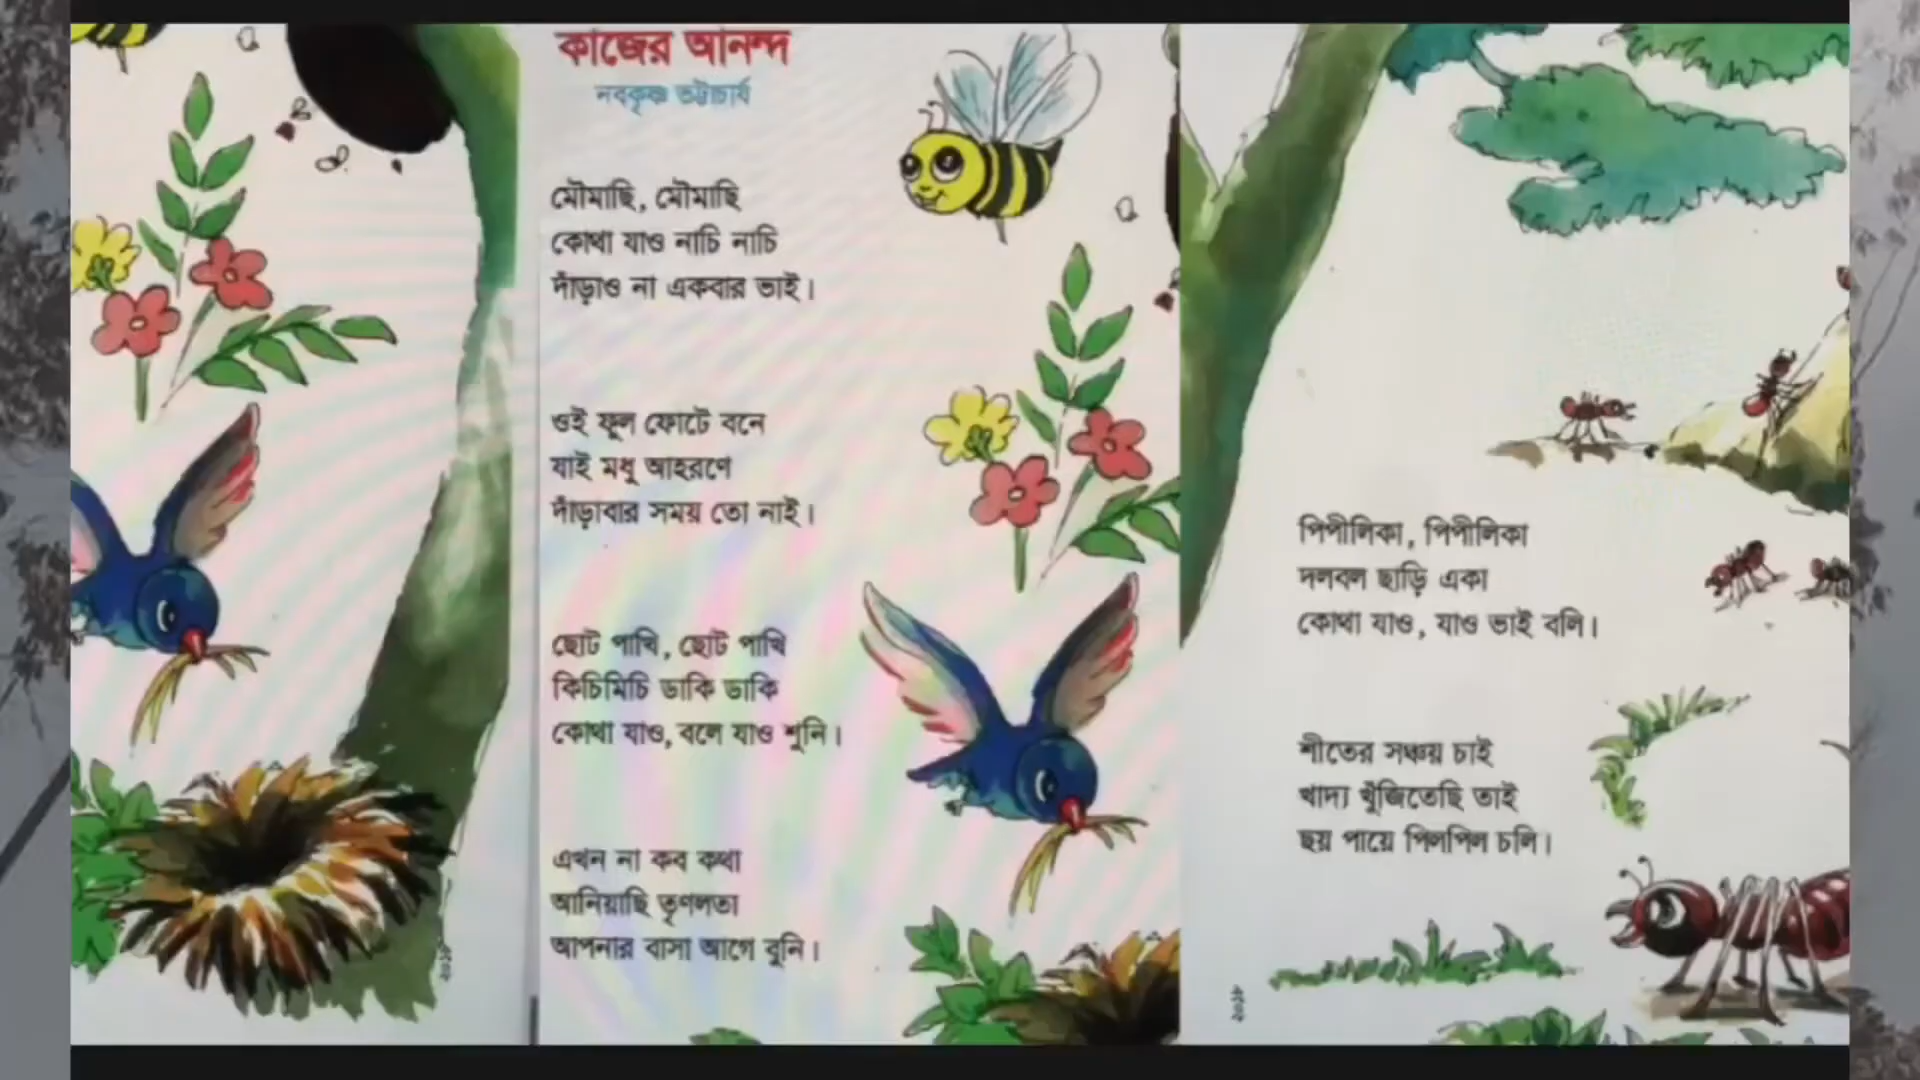 কাজের আনন্দ
নবকৃষ্ণ ভট্টাচার্য
মৌমাছি, মৌমাছি
কোথা যাও নাচি নাচি
দাঁড়াও না একবার ভাই।
ওই ফুল ফোটে বনে
যাই মধু আহরণে
দাঁড়াবার সময় তো নাই।
ছোট পাখি, ছোট পাখি
কিচিমিচি ডাকি ডাকি
কোথা যাও, বলে যাও শুনি।
এখন না কব কথা
আনিয়াছি তৃণলতা
আপনার বাসা আগে বুনি।
পিপীলিকা, পিপীলিকা
দলবল ছাড়ি একা
কোথা যাও, যাও ভাই বলি।
শীতের সঞ্চয় চাই
খাদ্য খুঁজিতেছি তাই
ছয় পায়ে পিলপিল চলি।